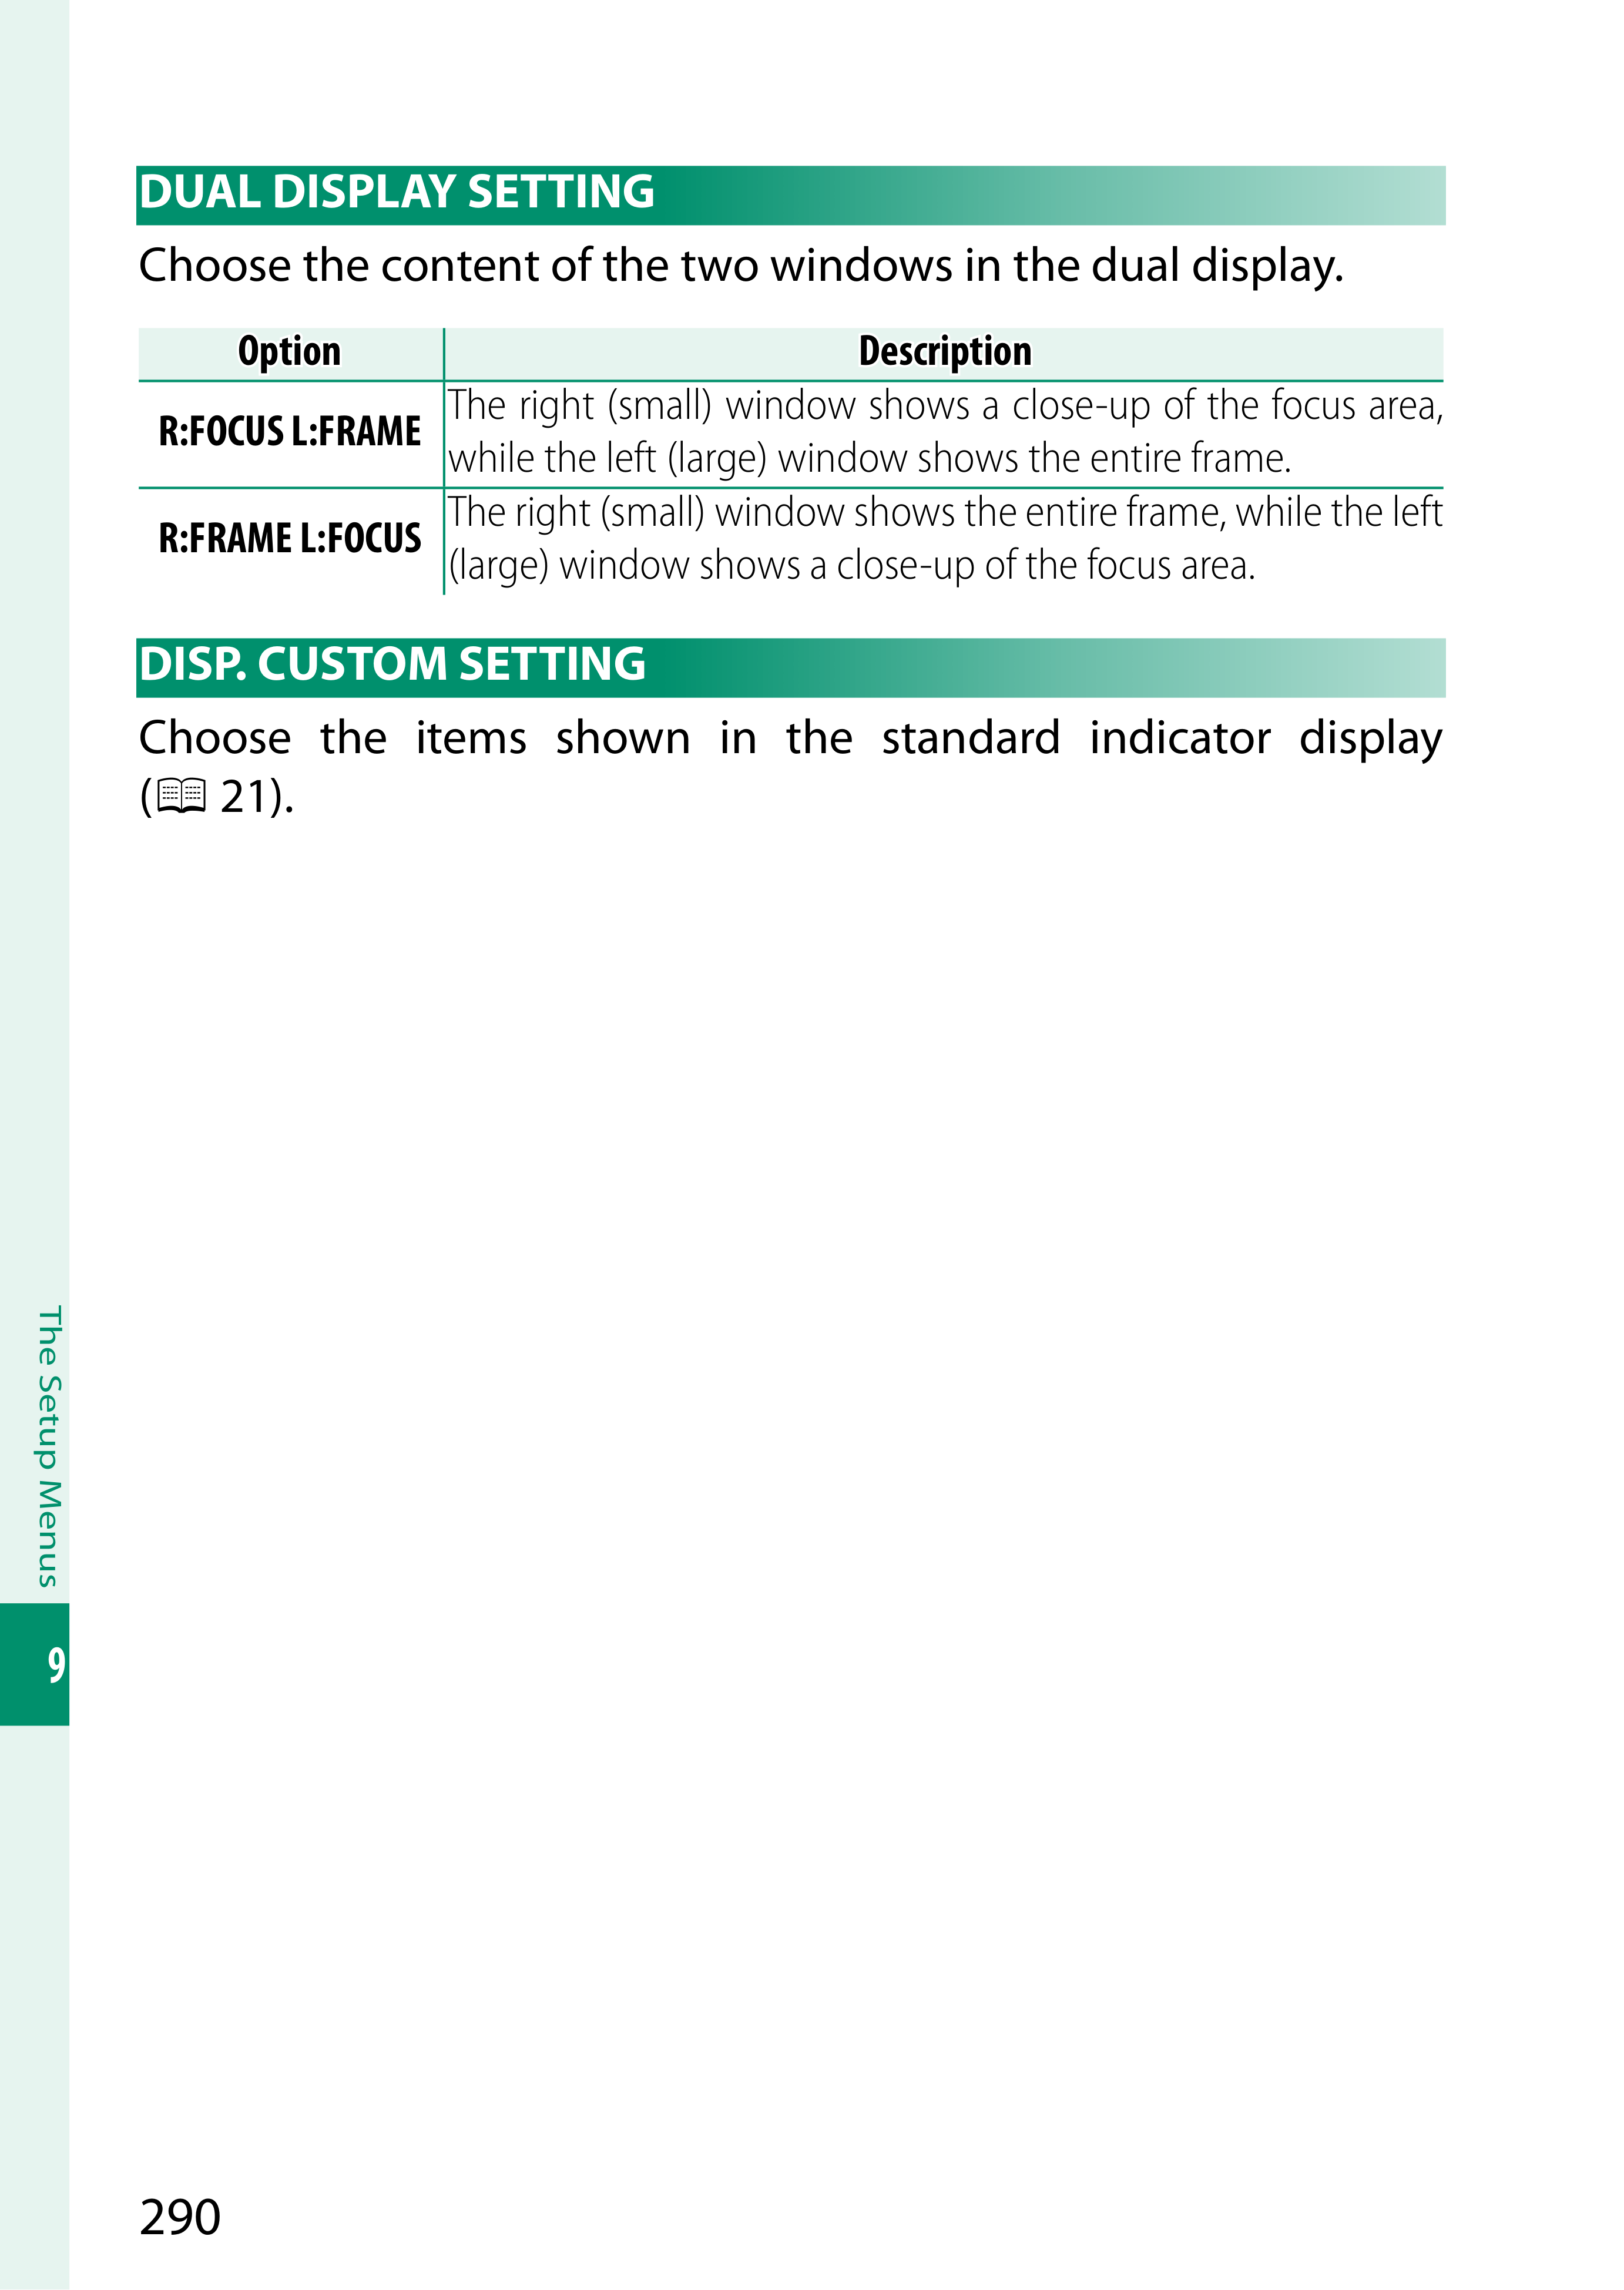 DUAL DISPLAY SETTING
Choose the content of the two windows in the dual display.
Option Description
R:FOCUS L:FRAME
The right (small) window shows a close-up of the focus area,
while the left (large) window shows the entire frame.
R:FRAME L:FOCUS
The right (small) window shows the entire frame, while the left
(large) window shows a close-up of the focus area.
DISP. CUSTOM SETTING
Choose the items shown in the standard indicator display
( 21).
The Setup Menus
9
290